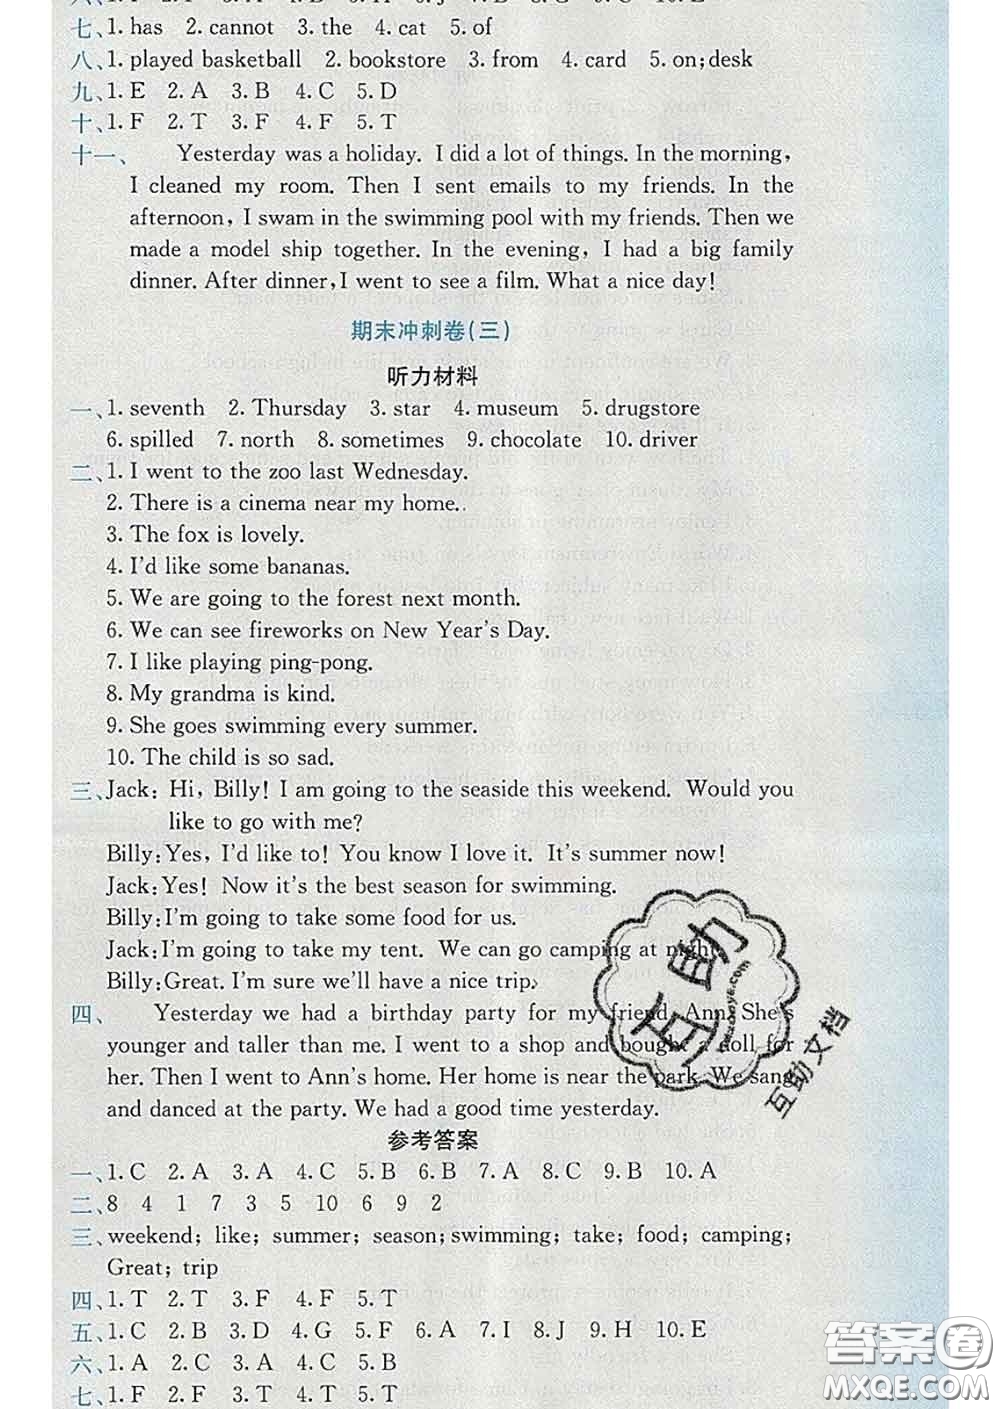 七、1. has 2. cannot 3. the 4. cat 5. of
八、1. played basketball 2. bookstore 3. from 4. card 5. on; desk
九、1. E 2. A 3. B 4. C 5. D
十、1. F 2. T 3. F 4. F 5. T
十一、 Yesterday was a holiday. I did a lot of things. In the morning,
I cleaned my room. Then I sent emails to my friends. In the
afternoon, I swam in the swimming pool with my friends. Then we
made a model ship together. In the evening, I had a big family
dinner. After dinner, I went to see a film. What a nice day!
期末冲刺卷(三)
听力材料
一、1. seventh 2. Thursday 3. star 4. museum 5. drugstore
6. spilled 7. north 8. sometimes 9. chocolate 10. driver
二、1. I went to the zoo last Wednesday.
2. There is a cinema near my home.
3. The fox is lovely.
4. I'd like some bananas.
5. We are going to the forest next month.
6. We can see fireworks on New Year's Day.
7. I like playing ping-pong.
8. My grandma is kind.
9. She goes swimming every summer.
10. The child is so sad.
三、Jack: Hi, Billy! I am going to the seaside this weekend. Would you
like to go with me?
Billy: Yes, I'd like to! You know I love it. It's summer now!
Jack: Yes! Now it's the best season for swimming.
Billy: I'm going to take some food for us.
Jack: I'm going to take my tent. We can go camping at night.
Billy: Great. I'm sure we'll have a nice trip.
四、 Yesterday we had a birthday party for my friend, Ann. She's
younger and taller than me. I went to a shop and bought a doll for
her. Then I went to Ann's home. Her home is near the park. We sang
and danced at the party. We had a good time yesterday.
参考答案
一、1. C 2. A 3. A 4. C 5. B 6. B 7. A 8. C 9. B 10. A
二、8 4 1 7 3 5 10 6 9 2
三、weekend; like; summer; season; swimming; take; food; camping;
Great; trip
四、1. T 2. T 3. F 4. F 5. T
五、1. C 2. B 3. D 4. G 5. F 6. A 7. I 8. J 9. H 10. E
六、1. A 2. C 3. A 4. C 5. B
七、1. F 2. F 3. T 4. T 5. T
互助
互助文档
答案圈
MXQE.COM